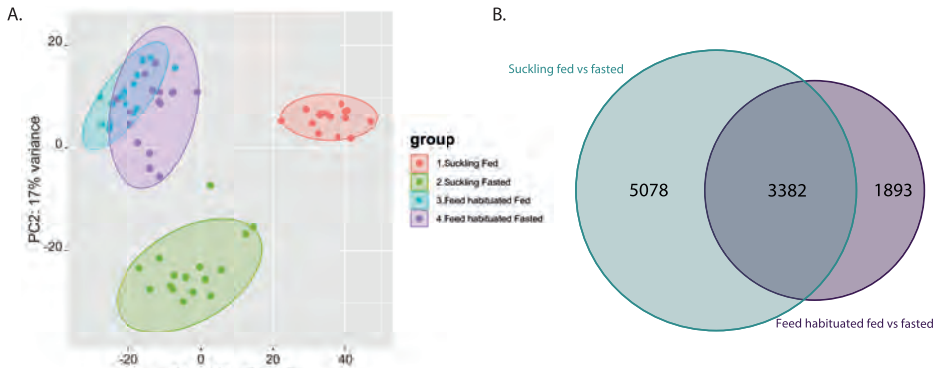 A.
20
0
-20
PC2: 17% variance
-20
0
20
40
group
1.Suckling Fed
2.Suckling Fasted
3.Feed habituated Fed
4.Feed habituated Fasted
B.
Suckling fed vs fasted
5078
3382
1893
Feed habituated fed vs fasted